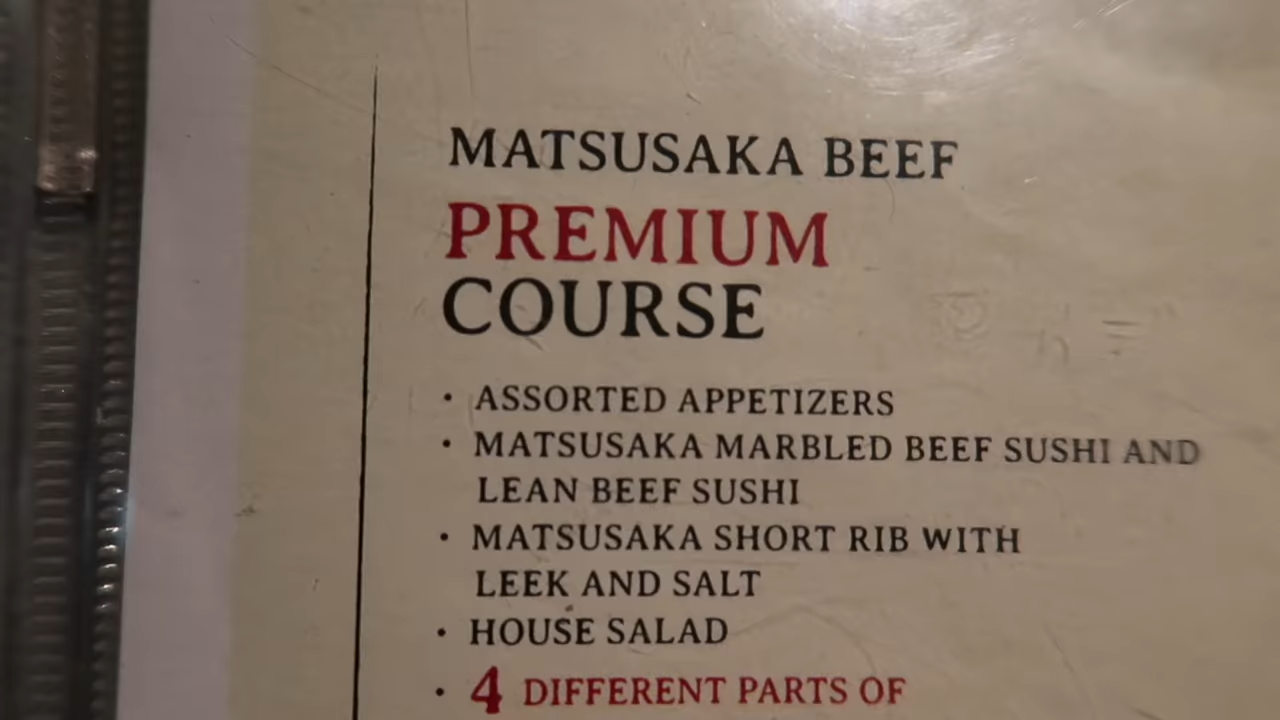 MATSUSAKA BEEF
PREMIUM
COURSE
· ASSORTED APPETIZERS
· MATSUSAKA MARBLED BEEF SUSHI AND
LEAN BEEF SUSHI
· MATSUSAKA SHORT RIB WITH
LEEK AND SALT
· HOUSE SALAD
· 4 DIFFERENT PARTS OF